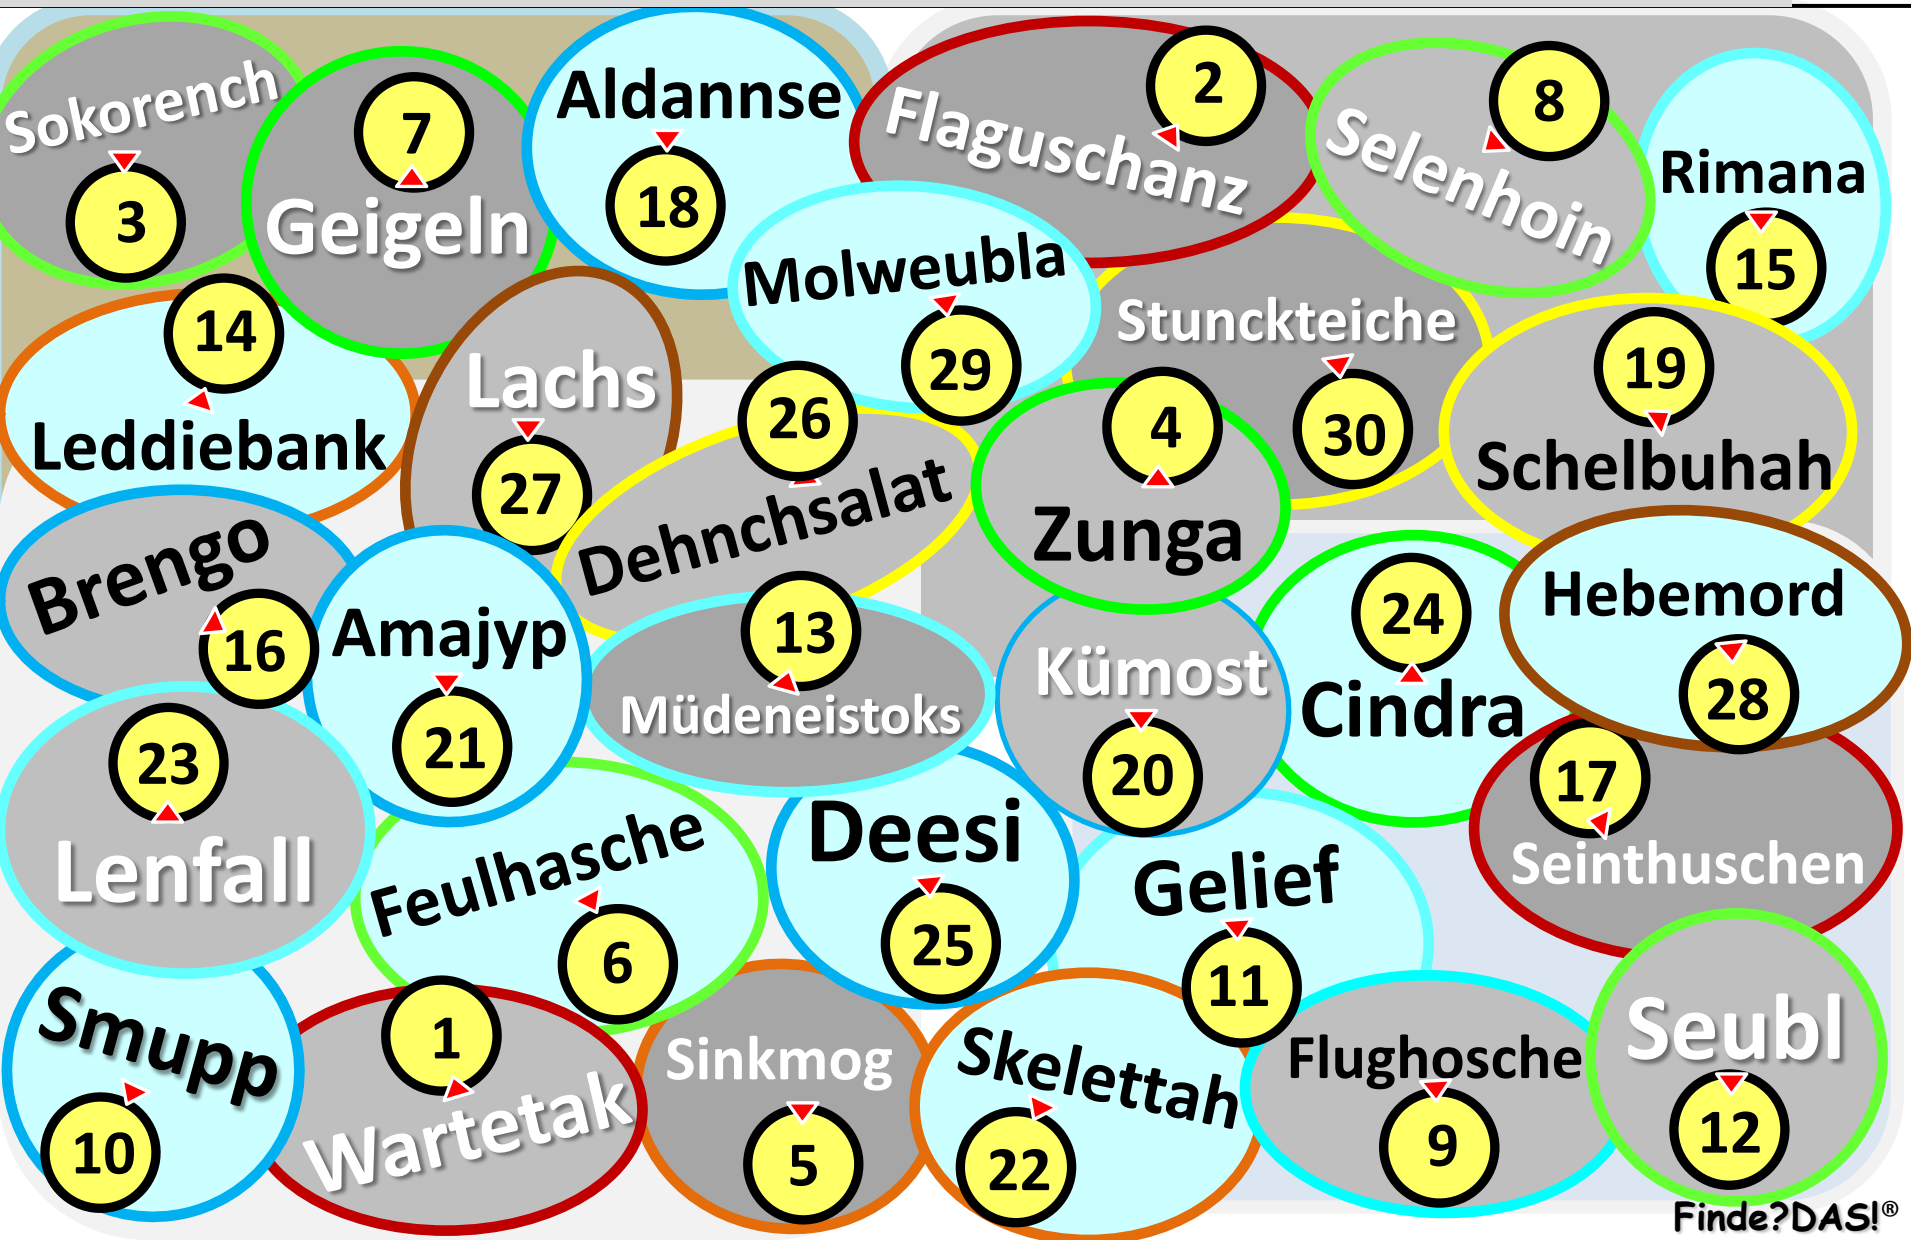 Sokorench
3
7
Geigeln
Aldannse
18
2
Flaguschanz
8
Selenhoin
Rimana
15
Molweubla
29
14
Leddiebank
Lachs
27
26
Dehnchsalat
Stunckteiche
30
4
Zunga
19
Schelbuhah
Brengo
16
Amajyp
21
13
Müdeneistoks
Kümost
20
24
Cindra
Hebemord
28
23
Lenfall
Feulhasche
6
Deesi
25
Gelief
11
17
Seinthuschen
Smupp
10
1
Wartetak
Sinkmog
5
Skelettah
22
Flughosche
9
Seubl
12
Finde?DAS!®